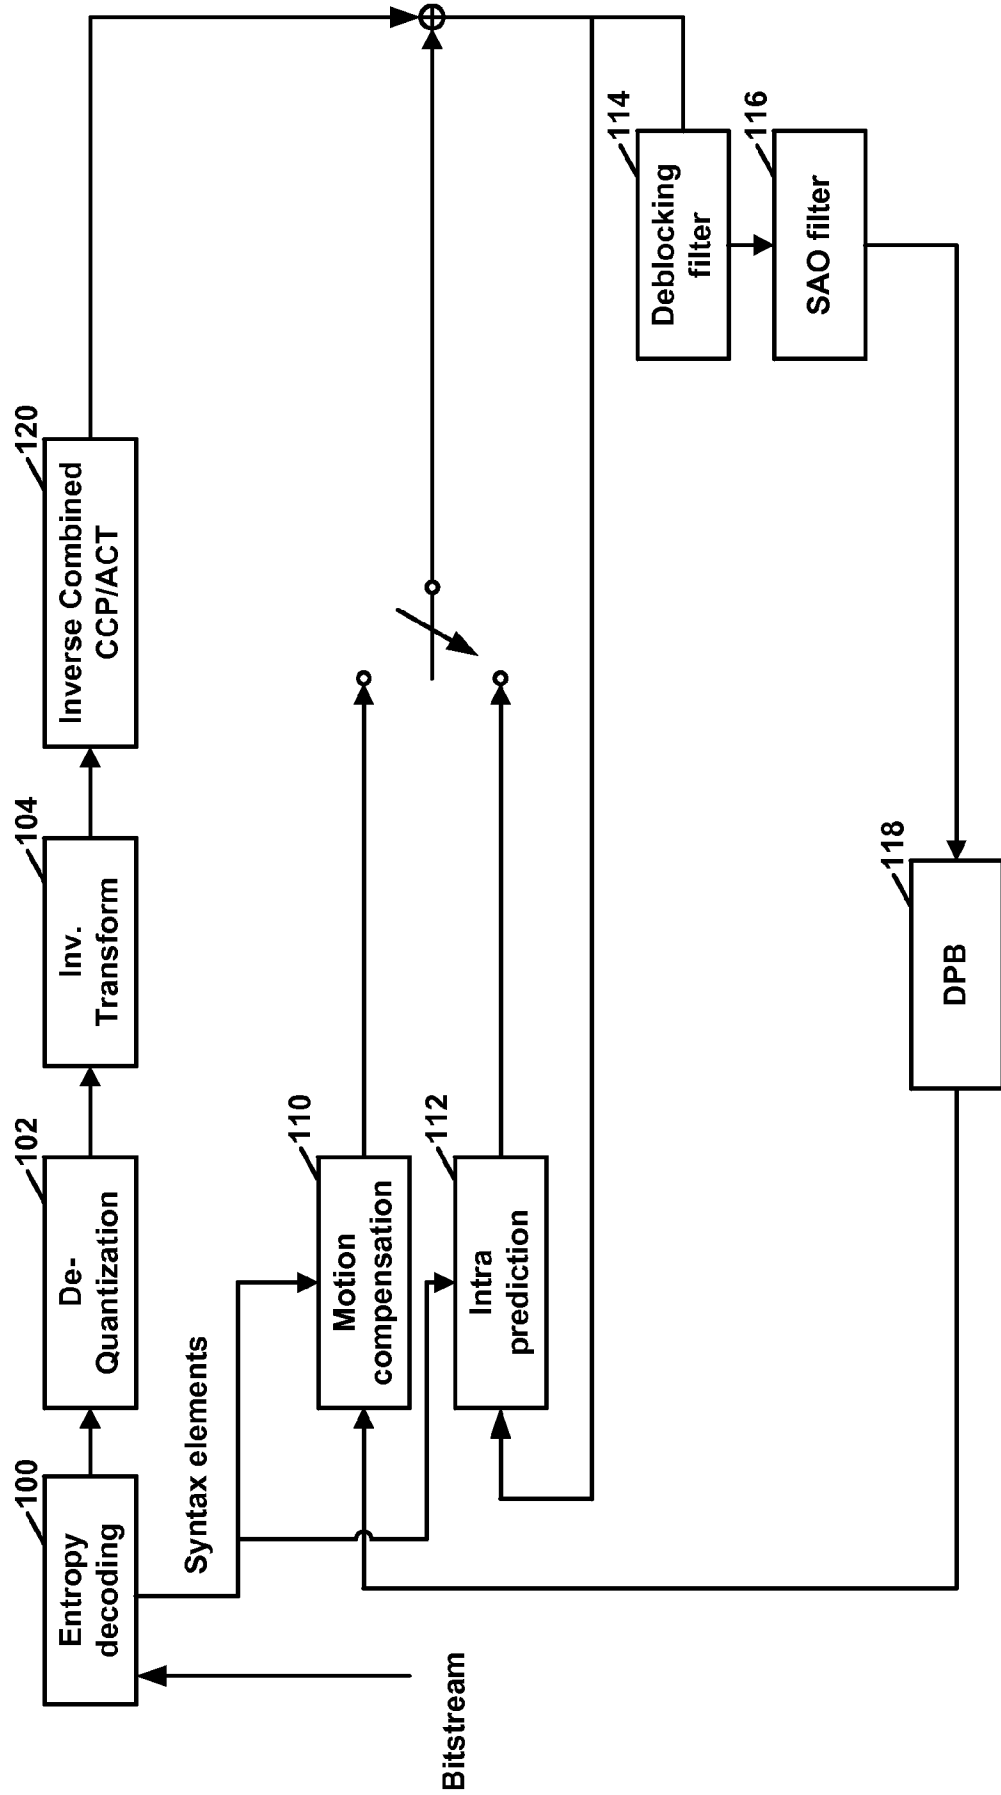 100
Entropy
decoding
102
De-
Quantization
104
Inv.
Transform
120
Inverse Combined
CCP/ACT
Syntax elements
Bitstream
110
Motion
compensation
112
Intra
prediction
114
Deblocking
filter
116
SAO filter
118
DPB